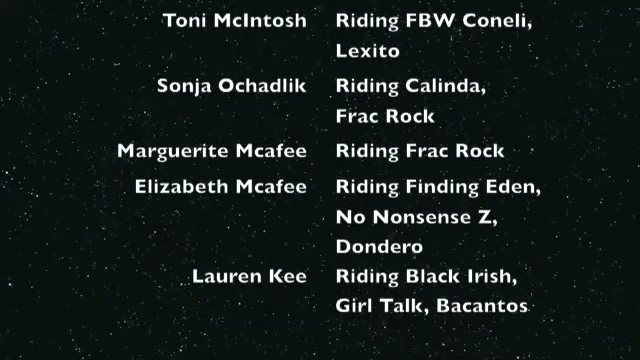 Toni McIntosh Riding FBW Coneli,
Lexito
Sonja Ochadlik Riding Calinda,
Frac Rock
Marguerite Mcafee Riding Frac Rock
Elizabeth Mcafee Riding Finding Eden,
No Nonsense Z,
Dondero
Lauren Kee Riding Black Irish,
Girl Talk, Bacantos